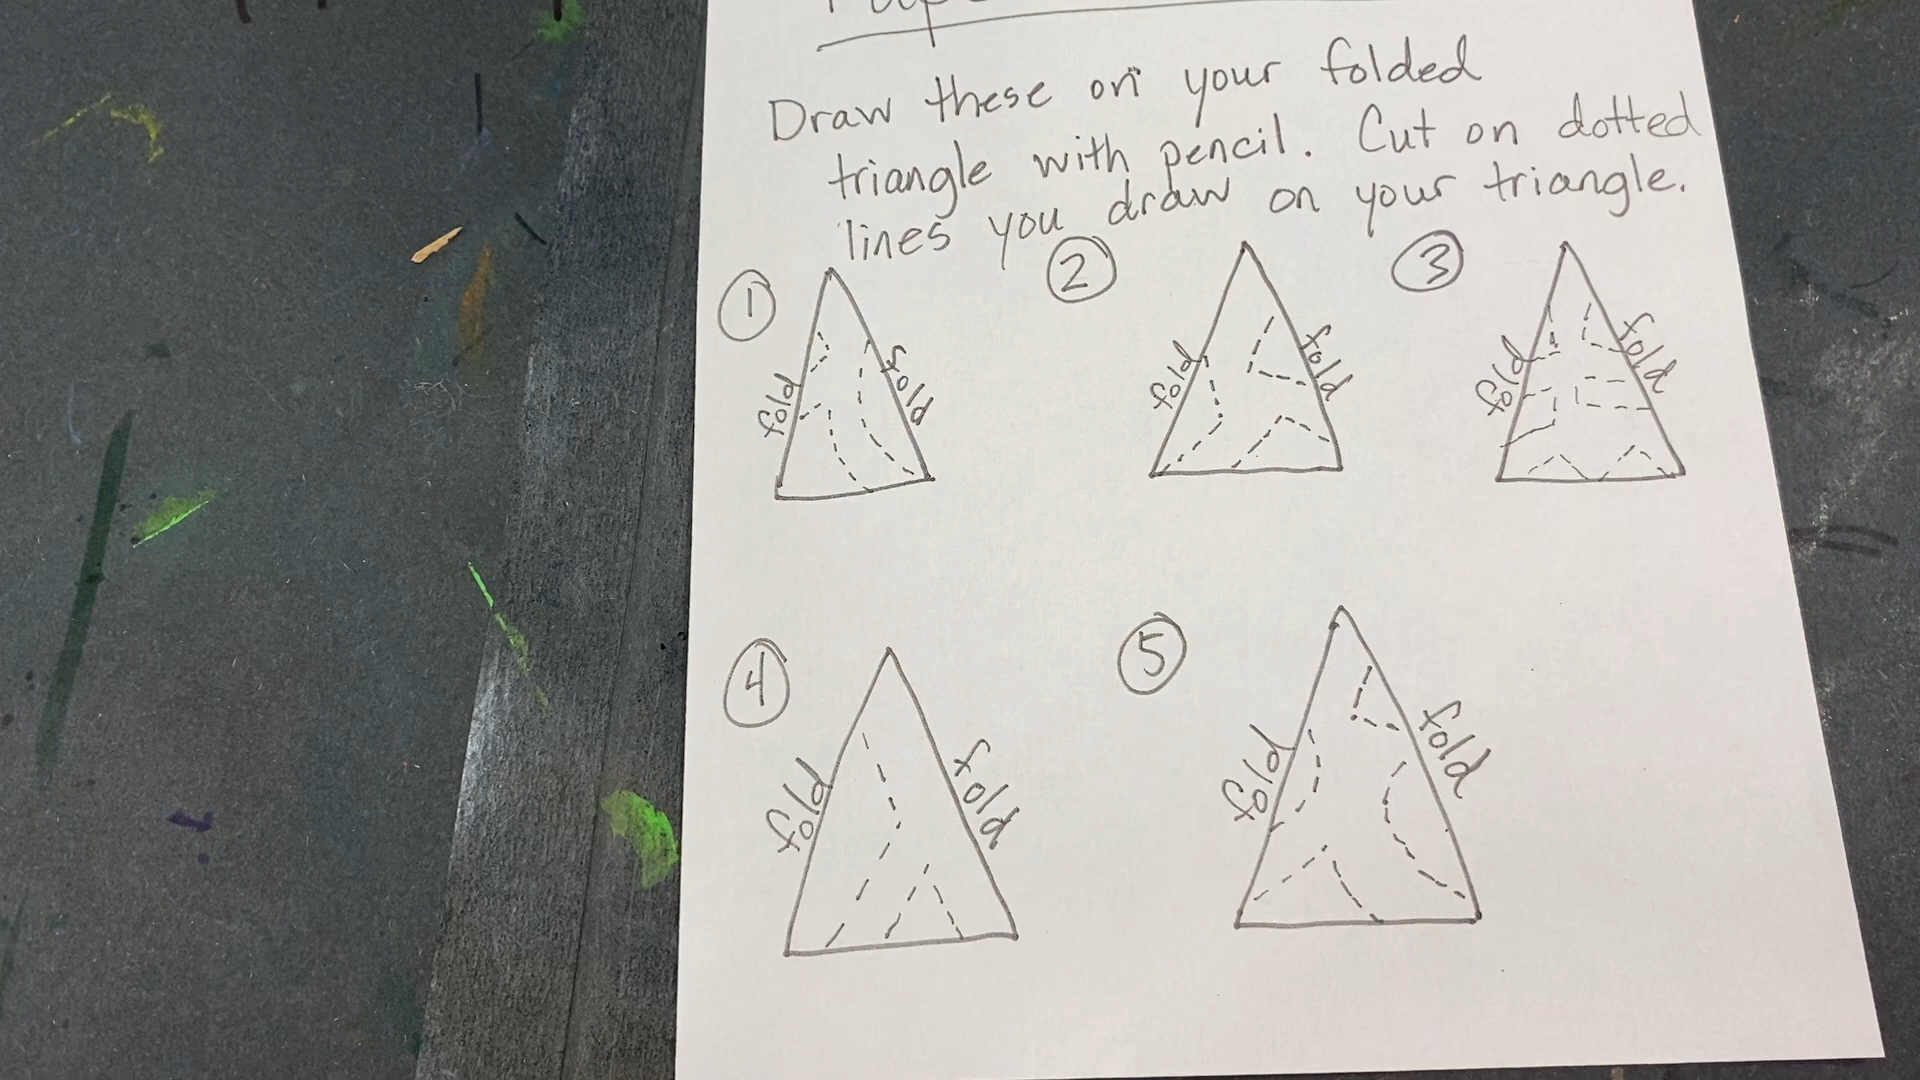 Draw these on your folded
triangle with pencil. Cut on dotted
lines you draw on your triangle.
1 2 3
fold fold fold fold fold fold
4 5
fold fold fold fold